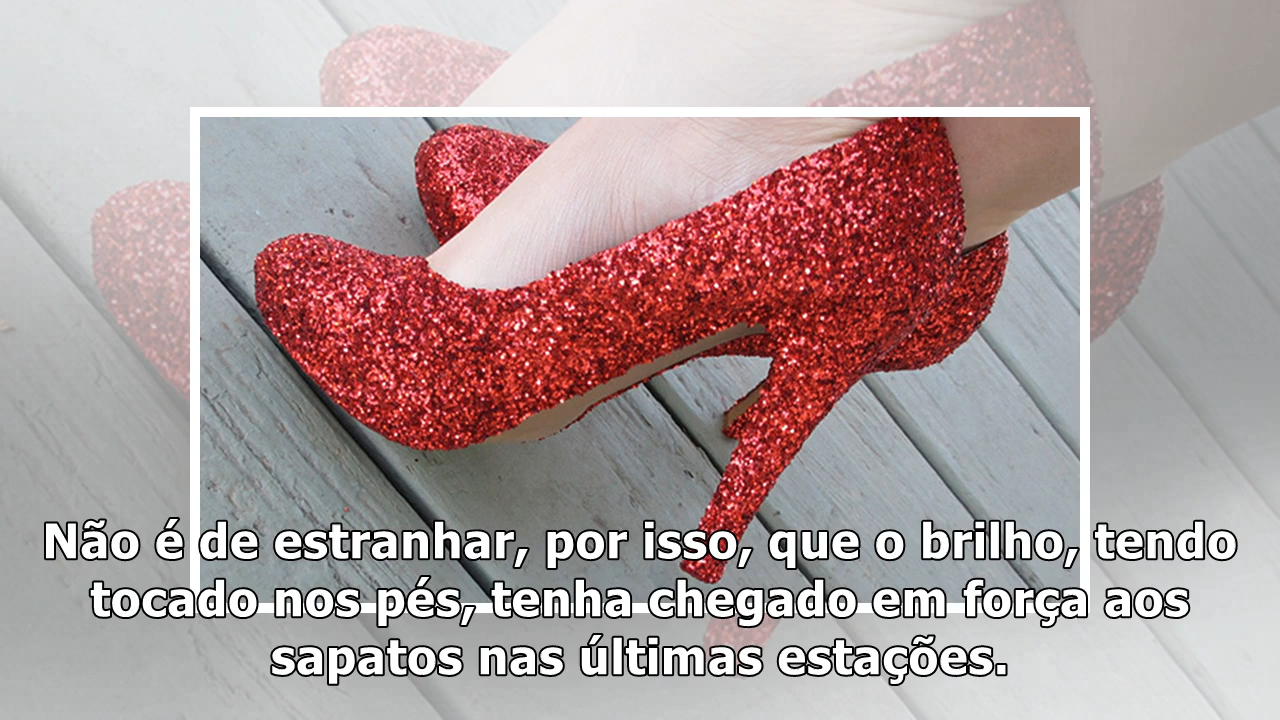 Não é de estranhar, por isso, que o brilho, tendo
tocado nos pés, tenha chegado em força aos
sapatos nas últimas estações.